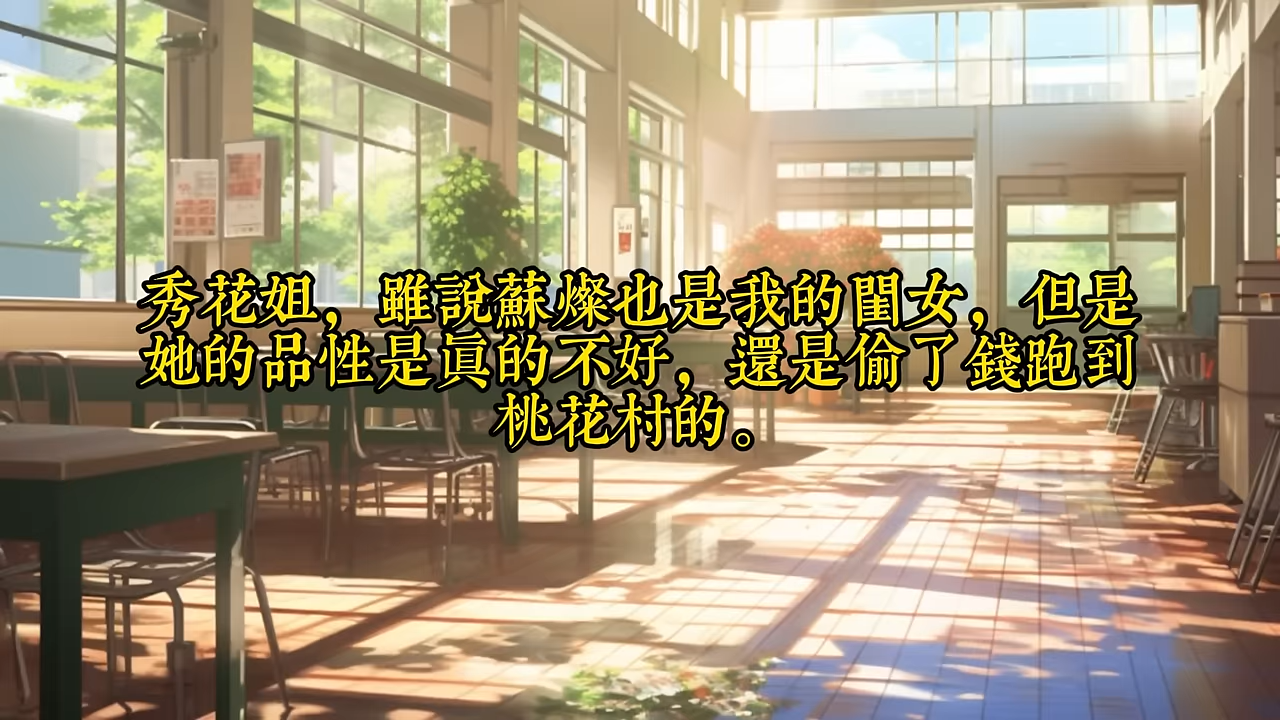 秀花姐，雖說蘇燦也是我的閨女，但是
她的品性是眞的不好，還是偷了錢跑到
桃花村的。